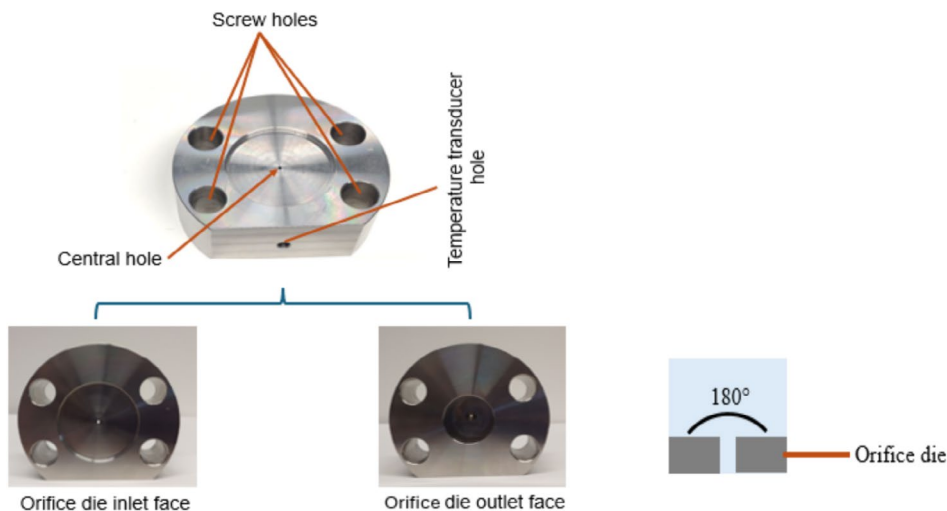 Screw holes
Temperature transducer
hole
Central hole
180°
Orifice die
Orifice die inlet face
Orifice die outlet face